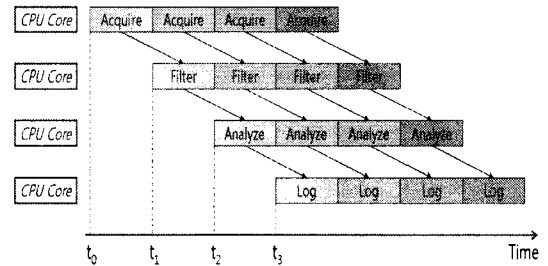 CPU Core Acquire Acquire Acquire Acquire
CPU Core Filter Filter Filter Filter
CPU Core Analyze Analyze Analyze Analyze
CPU Core Log Log Log Log
t0 t1 t2 t3 Time